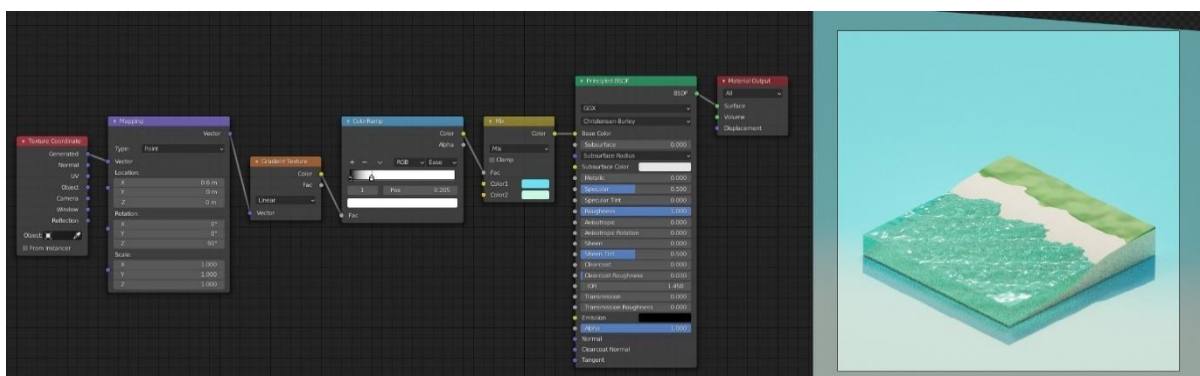 Texture Coordinate
Generated
Normal
UV
Object
Camera
Window
Reflection
Object:
From Instancer
Mapping
Vector
Type: Point
Vector
Location:
X 0.6 m
Y 0 m
Z 0 m
Rotation:
X 0°
Y 0°
Z 90°
Scale:
X 1.000
Y 1.000
Z 1.000
Gradient Texture
Color
Fac
Linear
Vector
Color Ramp
Color
Alpha
RGB Ease
1 Pos 0.205
Fac
Mix
Color
Mix
Clamp
Fac
Color1
Color2
Principled BSDF
BSDF
GGX
Christensen-Burley
Base Color
Subsurface 0.000
Subsurface Radius
Subsurface Color
Metallic 0.000
Specular 0.500
Specular Tint 0.000
Roughness 1.000
Anisotropic 0.000
Anisotropic Rotation 0.000
Sheen 0.000
Sheen Tint 0.500
Clearcoat 0.000
Clearcoat Roughness 0.030
IOR 1.450
Transmission 0.000
Transmission Roughness 0.000
Emission
Alpha 1.000
Normal
Clearcoat Normal
Tangent
Material Output
All
Surface
Volume
Displacement